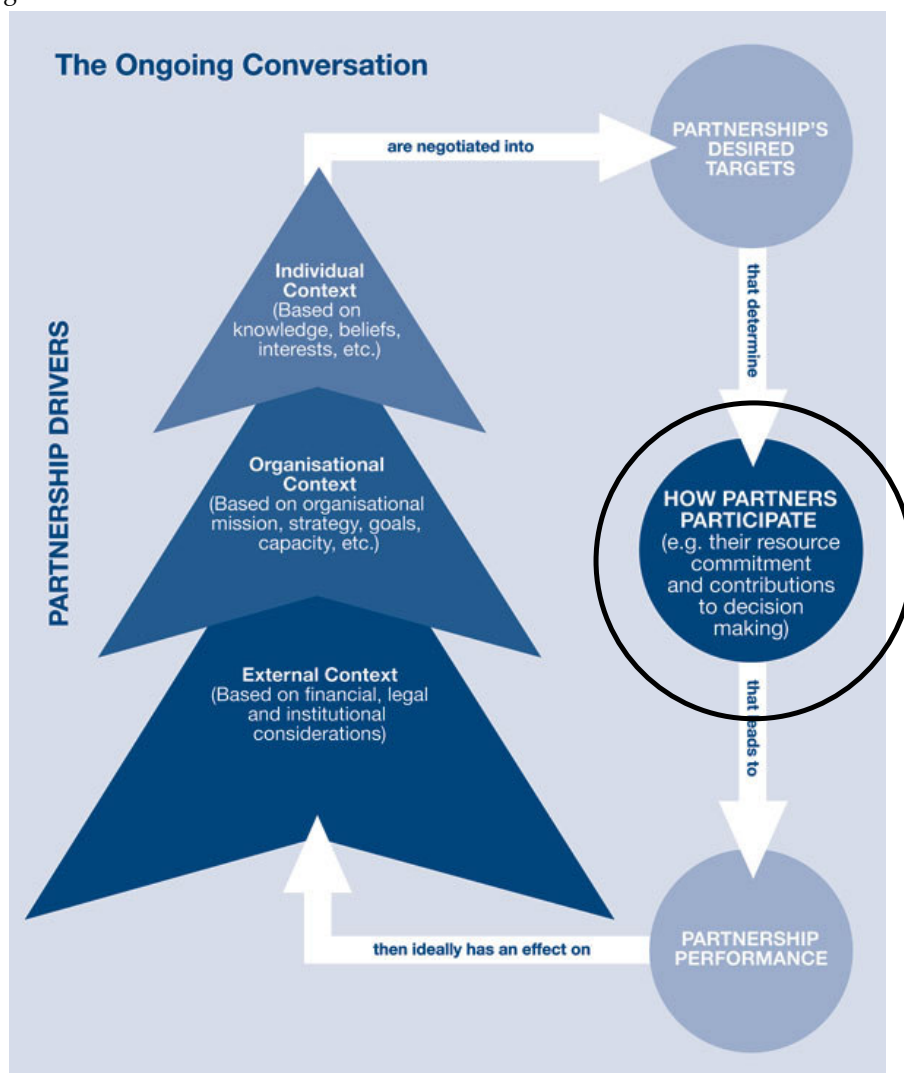 The Ongoing Conversation
are negotiated into
PARTNERSHIP'S
DESIRED
TARGETS
that determine
Individual
Context
(Based on
knowledge, beliefs,
interests, etc.)
PARTNERSHIP DRIVERS
Organisational
Context
(Based on organisational
mission, strategy, goals,
capacity, etc.)
HOW PARTNERS
PARTICIPATE
(e.g. their resource
commitment
and contributions
to decision
making)
External Context
(Based on financial, legal
and institutional
considerations)
that leads to
PARTNERSHIP
PERFORMANCE
then ideally has an effect on